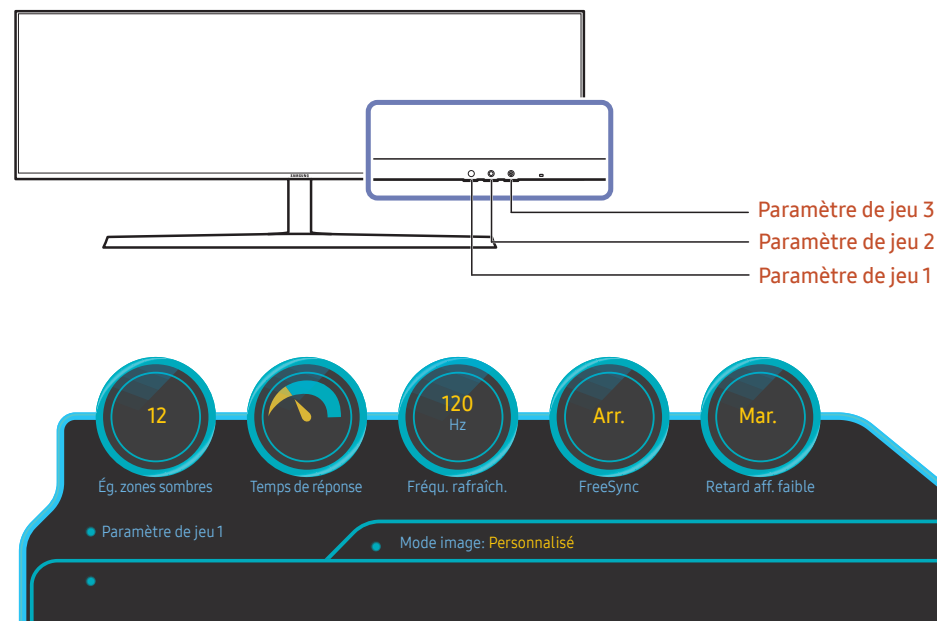 SAMSUNG
Paramètre de jeu 3
Paramètre de jeu 2
Paramètre de jeu 1
12
120
Hz
Arr.
Mar.
Ég. zones sombres
Temps de réponse
Fréqu. rafraîch.
FreeSync
Retard aff. faible
Paramètre de jeu 1
Mode image: Personnalisé